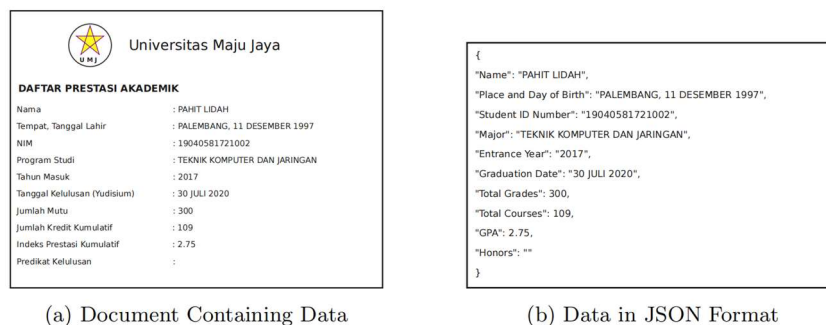 UMJ
Universitas Maju Jaya
DAFTAR PRESTASI AKADEMIK
Nama : PAHIT LIDAH
Tempat, Tanggal Lahir : PALEMBANG, 11 DESEMBER 1997
NIM : 19040581721002
Program Studi : TEKNIK KOMPUTER DAN JARINGAN
Tahun Masuk : 2017
Tanggal Kelulusan (Yudisium) : 30 JULI 2020
Jumlah Mutu : 300
Jumlah Kredit Kumulatif : 109
Indeks Prestasi Kumulatif : 2.75
Predikat Kelulusan :
(a) Document Containing Data
{
"Name": "PAHIT LIDAH",
"Place and Day of Birth": "PALEMBANG, 11 DESEMBER 1997",
"Student ID Number": "19040581721002",
"Major": "TEKNIK KOMPUTER DAN JARINGAN",
"Entrance Year": "2017",
"Graduation Date": "30 JULI 2020",
"Total Grades": 300,
"Total Courses": 109,
"GPA": 2.75,
"Honors": ""
}
(b) Data in JSON Format